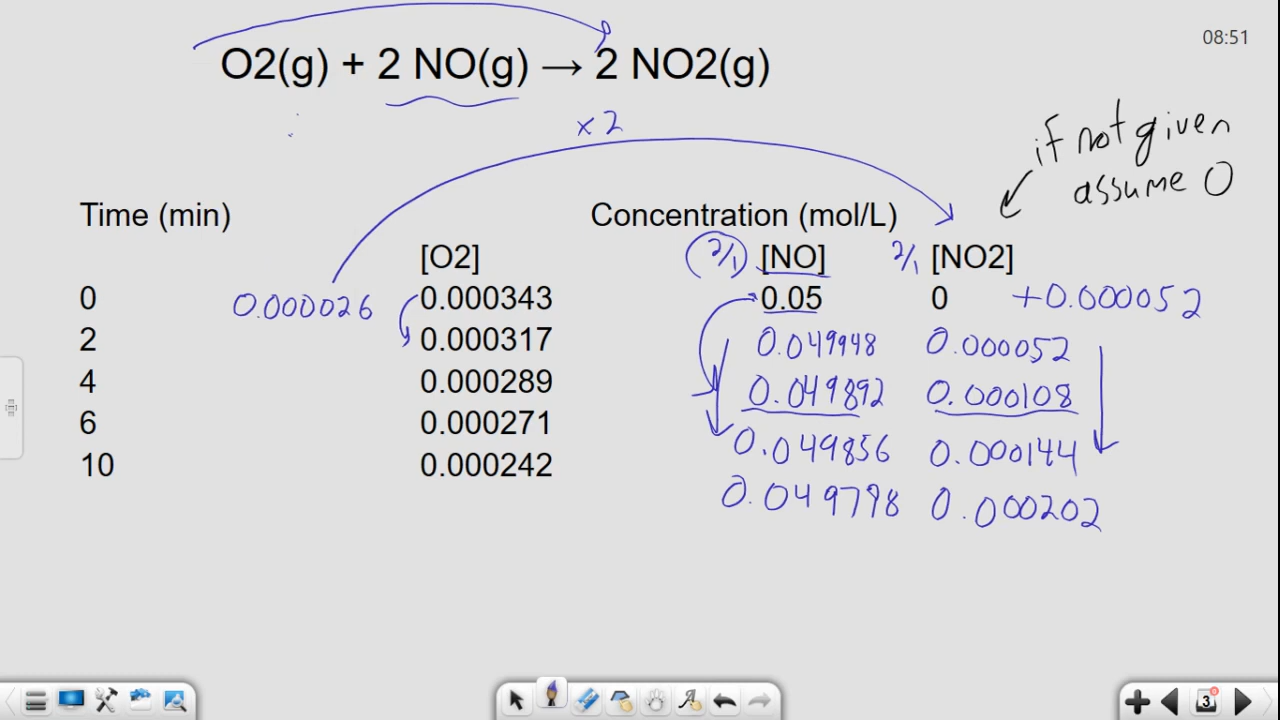 08:51
O2(g) + 2 NO(g) → 2 NO2(g)
x2
if not given
assume 0
Time (min) Concentration (mol/L)
[O2] 2/1 [NO] 2/1 [NO2]
0 0.000026 0.000343 0.05 0 +0.000052
2 0.000317 0.049948 0.000052
4 0.000289 0.049892 0.000108
6 0.000271 0.049856 0.000144
10 0.000242 0.049798 0.000202
3